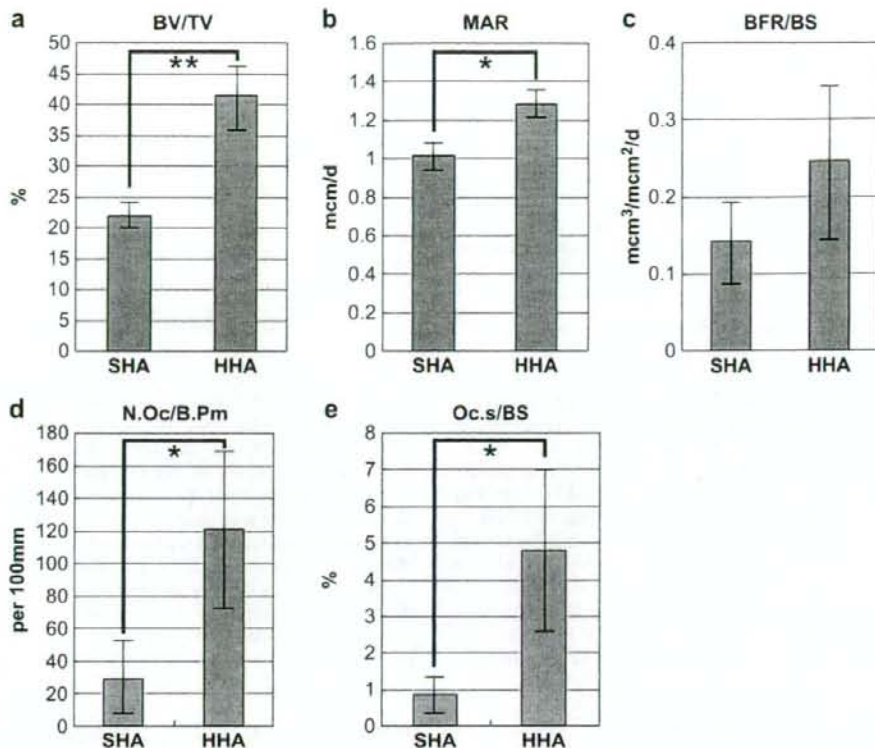 a
BV/TV
50
45
40
35
30
25
20
15
10
5
0
%
**
SHA
HHA
b
MAR
1.6
1.4
1.2
1
0.8
0.6
0.4
0.2
0
mcm/d
*
SHA
HHA
c
BFR/BS
0.4
0.3
0.2
0.1
0
mcm³/mcm²/d
SHA
HHA
d
N.Oc/B.Pm
180
160
140
120
100
80
60
40
20
0
per 100mm
*
SHA
HHA
e
Oc.s/BS
8
7
6
5
4
3
2
1
0
%
*
SHA
HHA